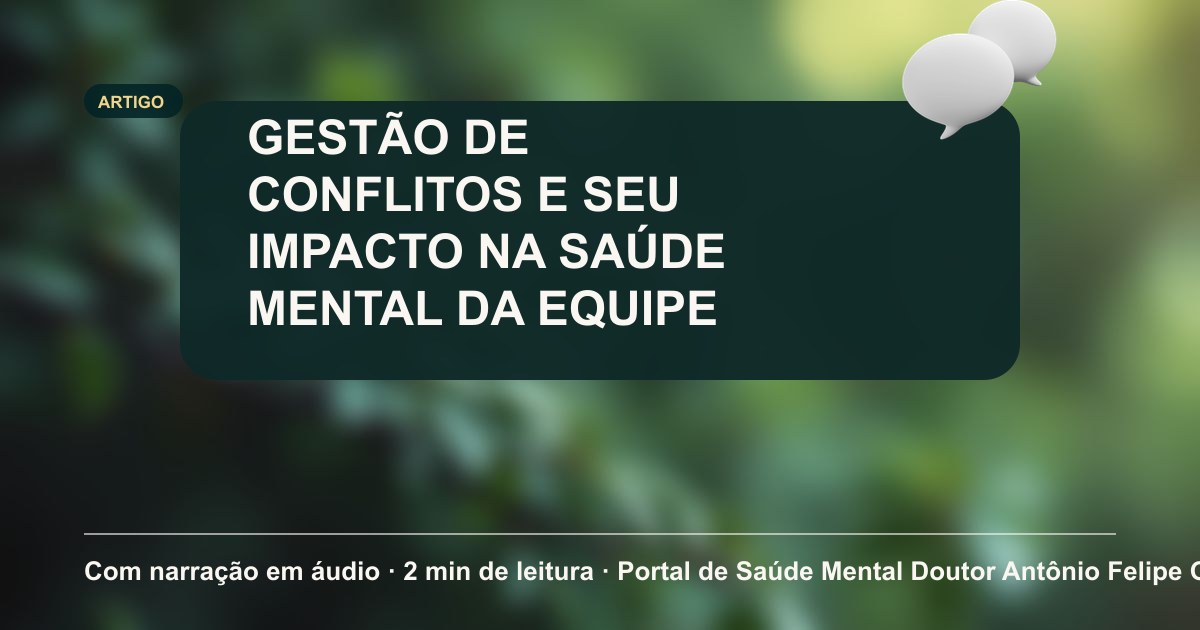 ARTIGO
GESTÃO DE
CONFLITOS E SEU
IMPACTO NA SAÚDE
MENTAL DA EQUIPE
Com narração em áudio · 2 min de leitura · Portal de Saúde Mental Doutor Antônio Felipe